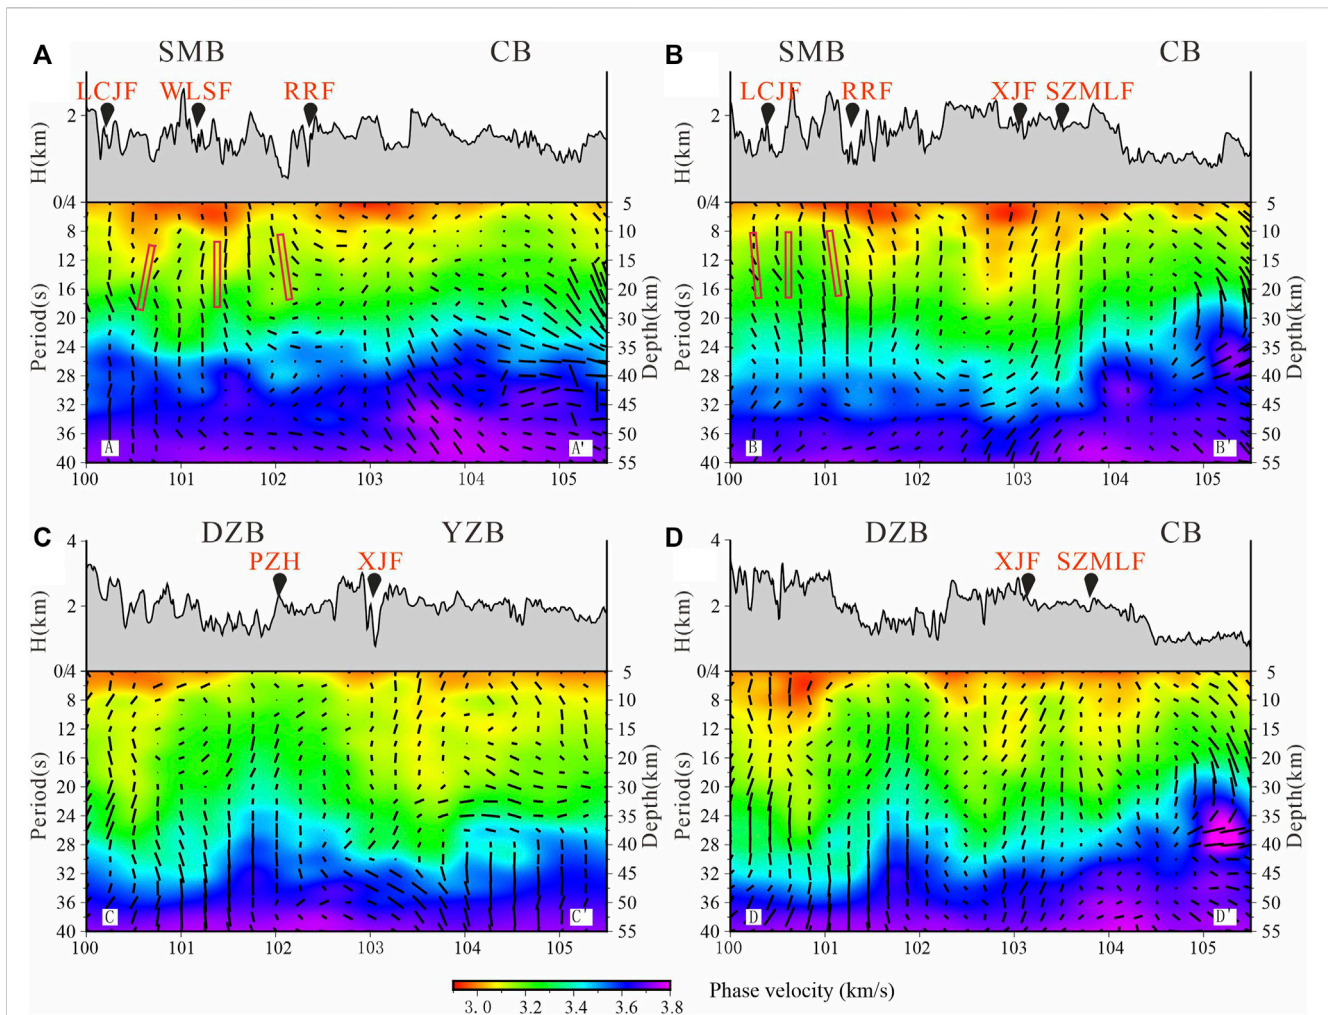 A
SMB
CB
LCJF
WLSF
RRF
2
H(km)
0/4
8
12
16
20
24
28
32
36
40
Period(s)
5
10
15
20
30
35
40
45
50
55
Depth(km)
A
A'
100
101
102
103
104
105
B
SMB
CB
LCJF
RRF
XJF
SZMLF
2
H(km)
0/4
8
12
16
20
24
28
32
36
40
Period(s)
5
10
15
20
30
35
40
45
50
55
Depth(km)
B
B'
100
101
102
103
104
105
C
DZB
YZB
PZH
XJF
4
2
H(km)
0/4
8
12
16
20
24
28
32
36
40
Period(s)
5
10
15
20
30
35
40
45
50
55
Depth(km)
C
C'
100
101
102
103
104
105
D
DZB
CB
XJF
SZMLF
4
2
H(km)
0/4
8
12
16
20
24
28
32
36
40
Period(s)
5
10
15
20
30
35
40
45
50
55
Depth(km)
D
D'
100
101
102
103
104
105
3.0 3.2 3.4 3.6 3.8
Phase velocity (km/s)